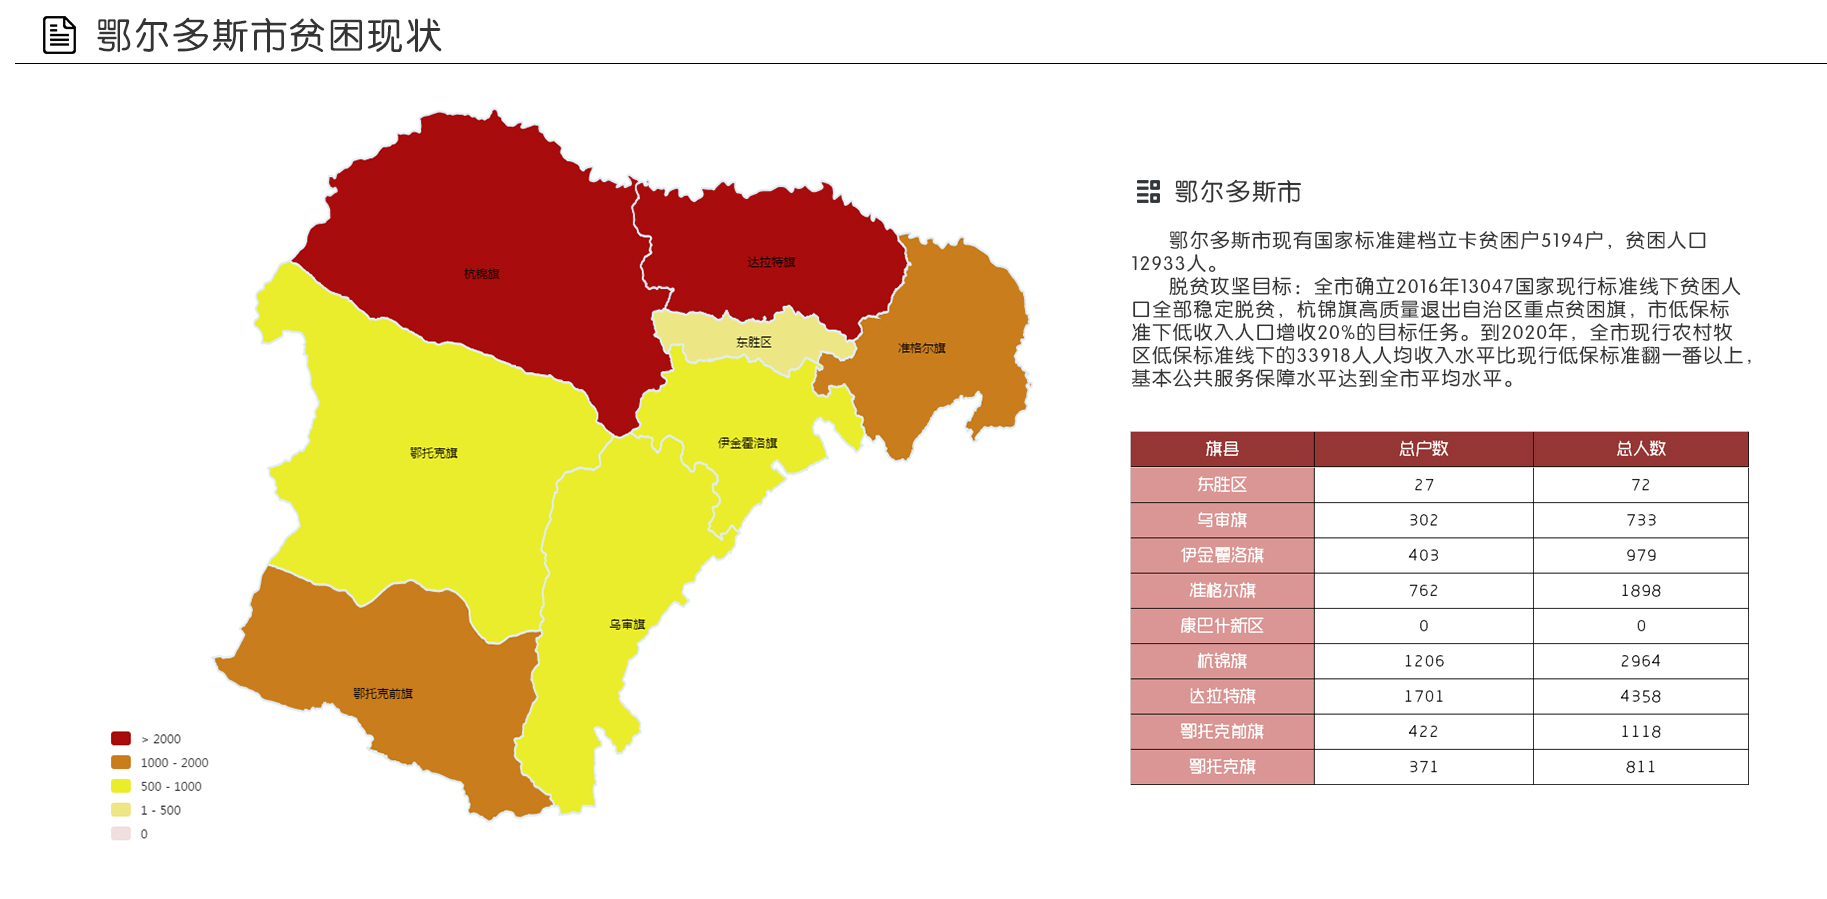 鄂尔多斯市贫困现状
杭锦旗
达拉特旗
东胜区
准格尔旗
鄂托克旗
伊金霍洛旗
乌审旗
鄂托克前旗
> 2000
1000 - 2000
500 - 1000
1 - 500
0
鄂尔多斯市
鄂尔多斯市现有国家标准建档立卡贫困户5194户，贫困人口
12933人。
脱贫攻坚目标：全市确立2016年13047国家现行标准线下贫困人
口全部稳定脱贫，杭锦旗高质量退出自治区重点贫困旗，市低保标
准下低收入人口增收20%的目标任务。到2020年，全市现行农村牧
区低保标准线下的33918人人均收入水平比现行低保标准翻一番以上，
基本公共服务保障水平达到全市平均水平。
旗县 总户数 总人数
东胜区 27 72
乌审旗 302 733
伊金霍洛旗 403 979
准格尔旗 762 1898
康巴什新区 0 0
杭锦旗 1206 2964
达拉特旗 1701 4358
鄂托克前旗 422 1118
鄂托克旗 371 811